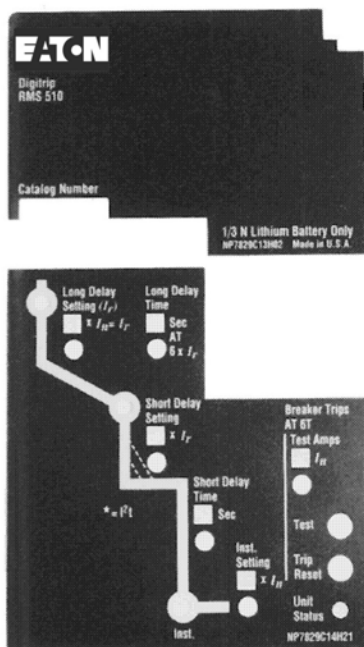 EATON
Digitrip
RMS 510
Catalog Number
1/3 N Lithium Battery Only
NP7829C13H02 Made in U.S.A.
Long Delay
Setting (Ir)
x In = Ir
Long Delay
Time
Sec
AT
6 x Ir
Short Delay
Setting
x Ir
* = I²t
Short Delay
Time
Sec
Inst.
Setting
x In
Inst.
Breaker Trips
AT 6T
Test Amps
In
Test
Trip
Reset
Unit
Status
NP7829C14H21